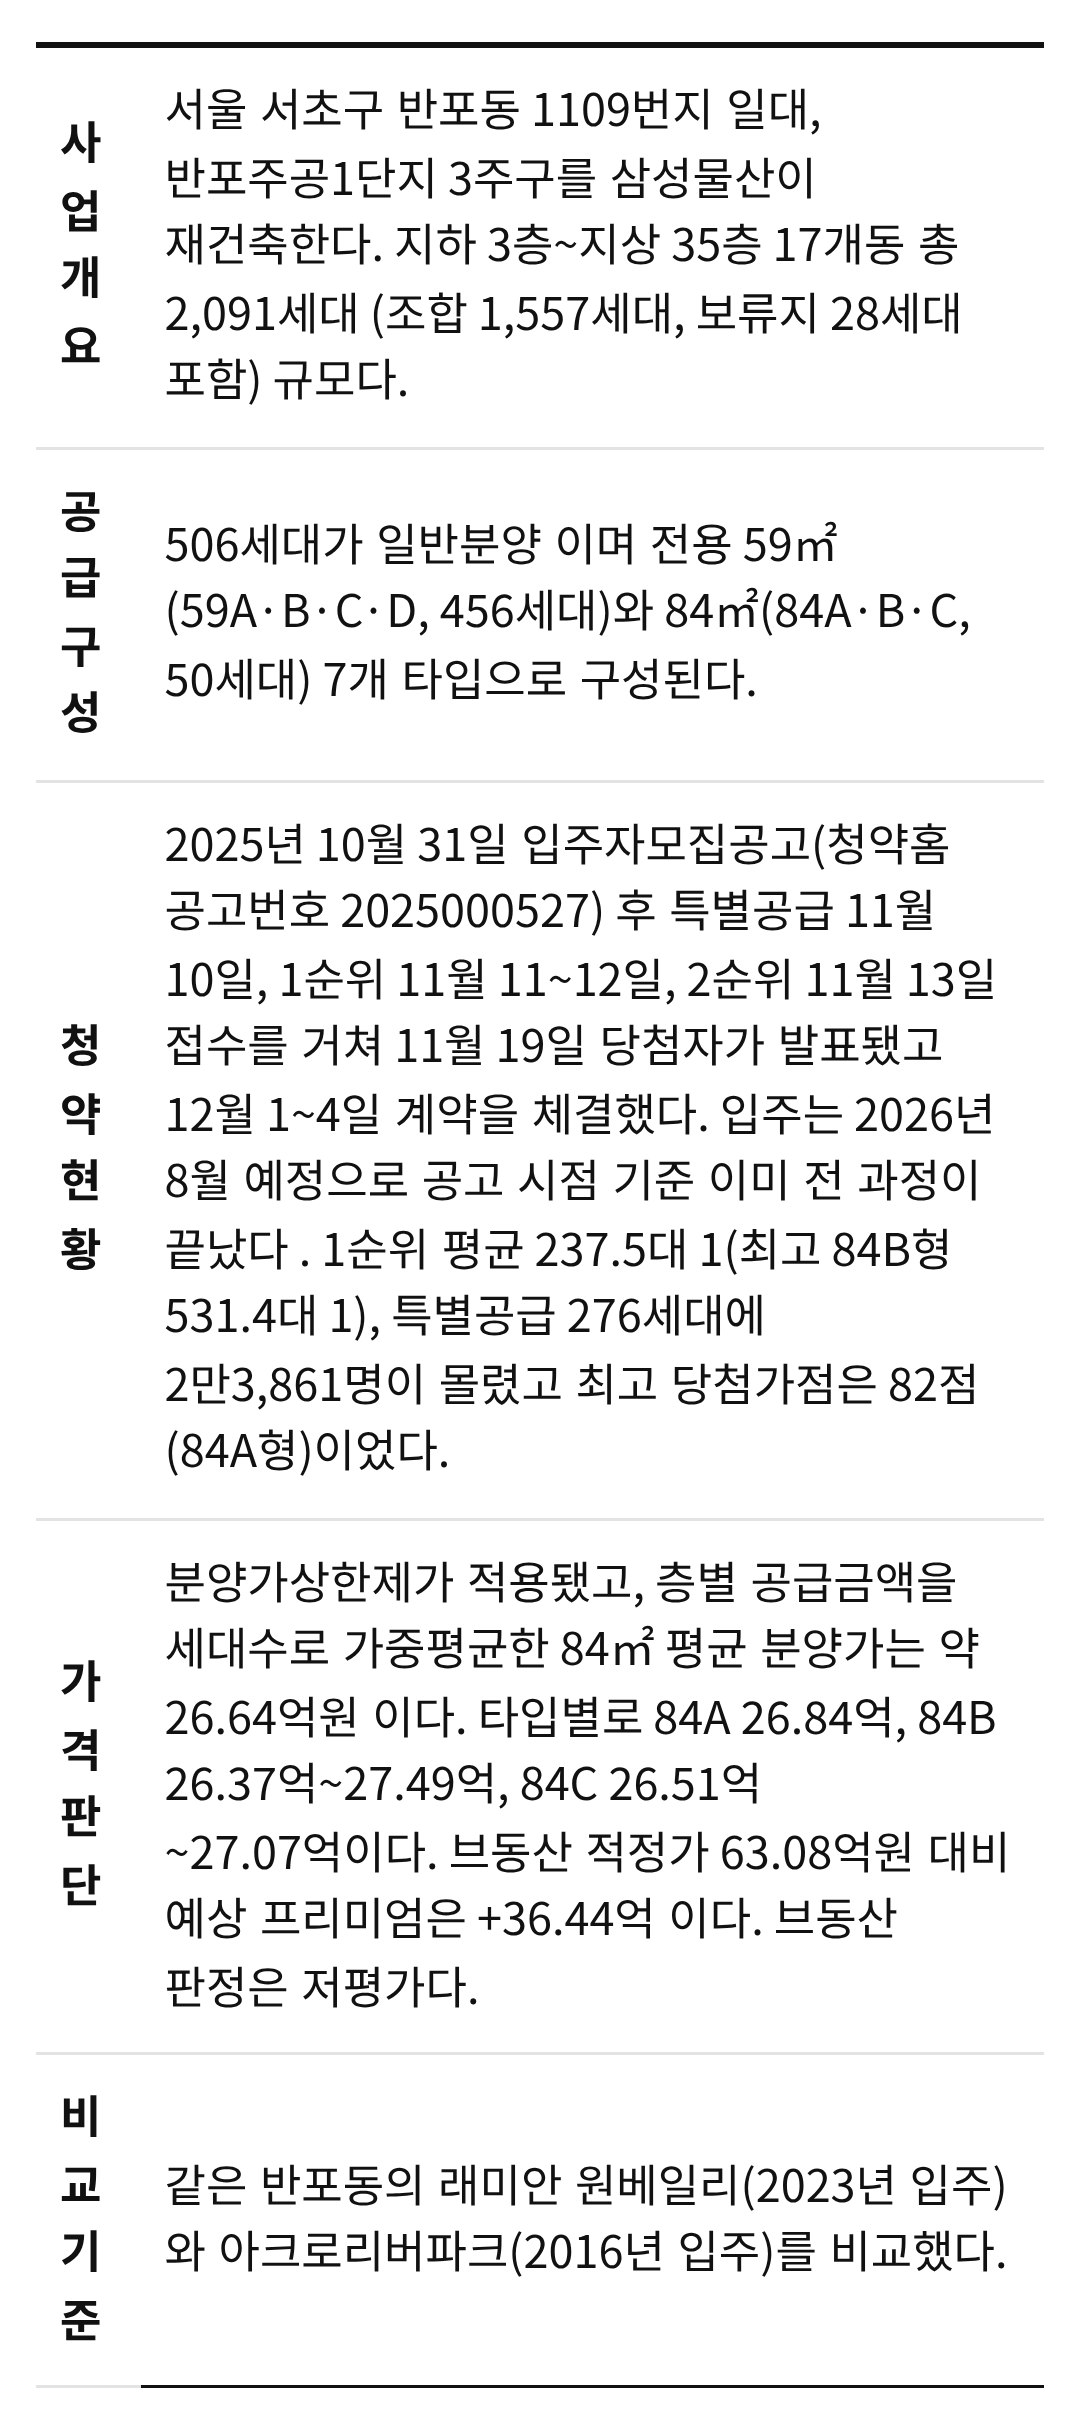 사업개요
서울 서초구 반포동 1109번지 일대,
반포주공1단지 3주구를 삼성물산이
재건축한다. 지하 3층~지상 35층 17개동 총
2,091세대 (조합 1,557세대, 보류지 28세대
포함) 규모다.
공급구성
506세대가 일반분양 이며 전용 59㎡
(59A·B·C·D, 456세대)와 84㎡(84A·B·C,
50세대) 7개 타입으로 구성된다.
청약현황
2025년 10월 31일 입주자모집공고(청약홈
공고번호 2025000527) 후 특별공급 11월
10일, 1순위 11월 11~12일, 2순위 11월 13일
접수를 거쳐 11월 19일 당첨자가 발표됐고
12월 1~4일 계약을 체결했다. 입주는 2026년
8월 예정으로 공고 시점 기준 이미 전 과정이
끝났다 . 1순위 평균 237.5대 1(최고 84B형
531.4대 1), 특별공급 276세대에
2만3,861명이 몰렸고 최고 당첨가점은 82점
(84A형)이었다.
가격판단
분양가상한제가 적용됐고, 층별 공급금액을
세대수로 가중평균한 84㎡ 평균 분양가는 약
26.64억원 이다. 타입별로 84A 26.84억, 84B
26.37억~27.49억, 84C 26.51억
~27.07억이다. 브동산 적정가 63.08억원 대비
예상 프리미엄은 +36.44억 이다. 브동산
판정은 저평가다.
비교기준
같은 반포동의 래미안 원베일리(2023년 입주)
와 아크로리버파크(2016년 입주)를 비교했다.